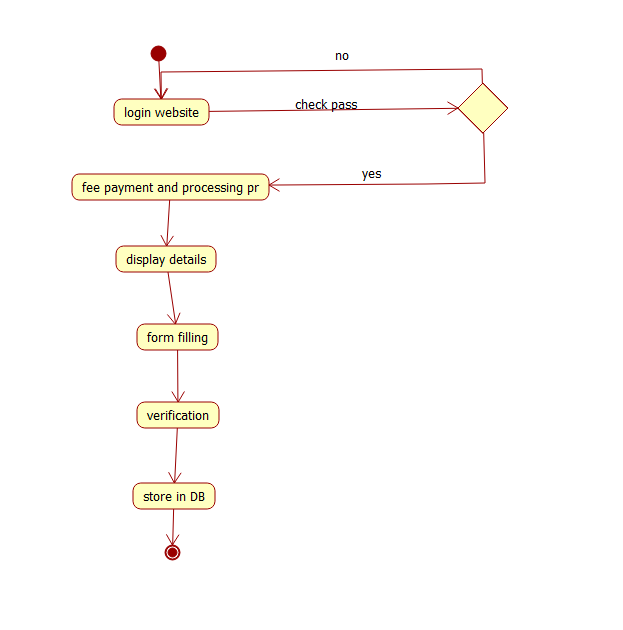 no
login website
check pass
yes
fee payment and processing pr
display details
form filling
verification
store in DB